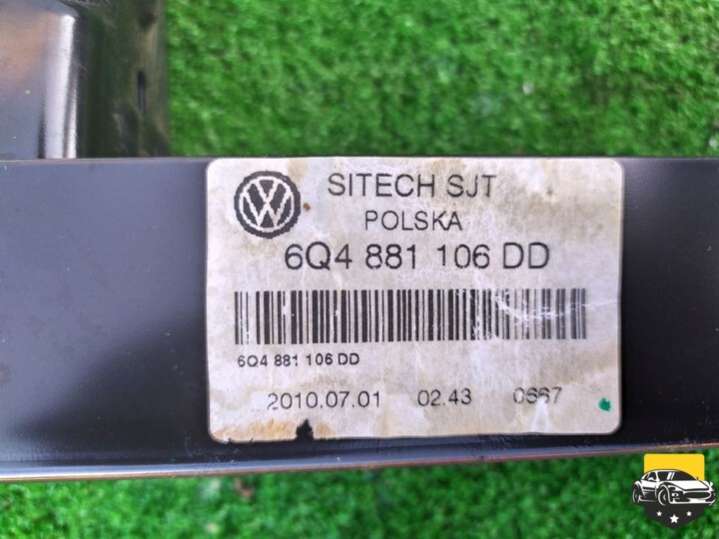 SITECH SJT
POLSKA
6Q4 881 106 DD
6Q4 881 106 DD
2010.07.01 02.43 0667